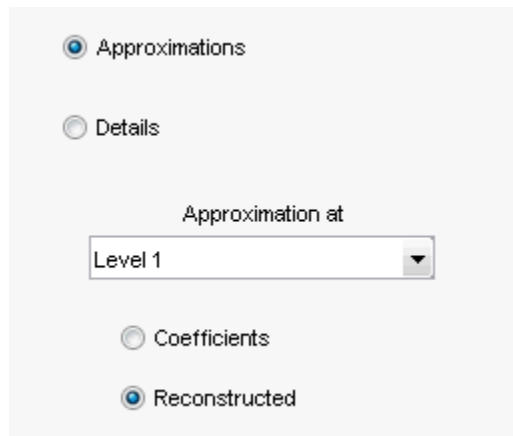 Approximations
Details
Approximation at
Level 1
Coefficients
Reconstructed